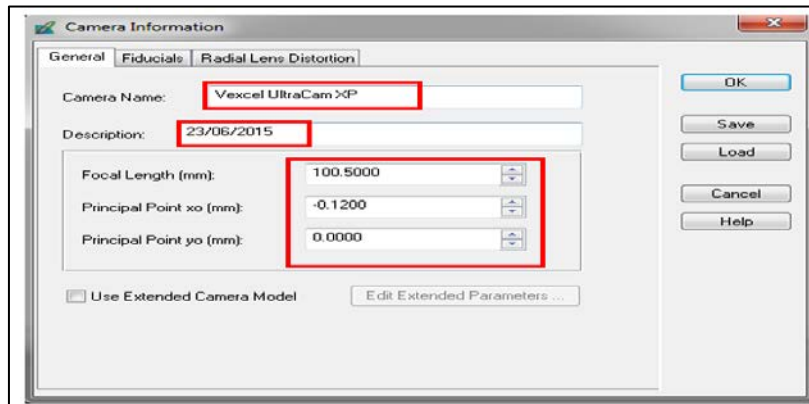 Camera Information
General Fiducials Radial Lens Distortion
Camera Name: Vexcel UltraCam XP
Description: 23/06/2015
Focal Length (mm): 100.5000
Principal Point xo (mm): -0.1200
Principal Point yo (mm): 0.0000
Use Extended Camera Model Edit Extended Parameters ...
OK
Save
Load
Cancel
Help